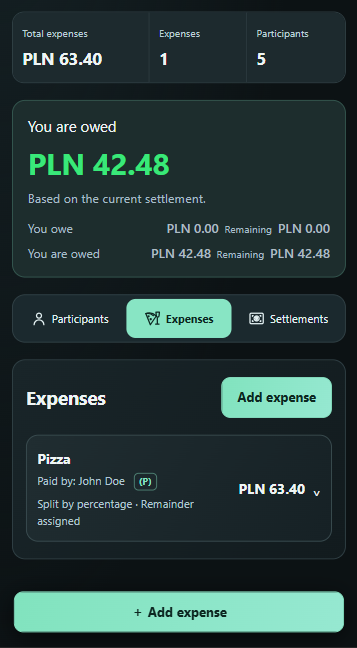 Total expenses
PLN 63.40
Expenses
1
Participants
5
You are owed
PLN 42.48
Based on the current settlement.
You owe PLN 0.00 Remaining PLN 0.00
You are owed PLN 42.48 Remaining PLN 42.48
Participants Expenses Settlements
Expenses
Add expense
Pizza
Paid by: John Doe (P)
Split by percentage · Remainder
assigned
PLN 63.40 v
+ Add expense